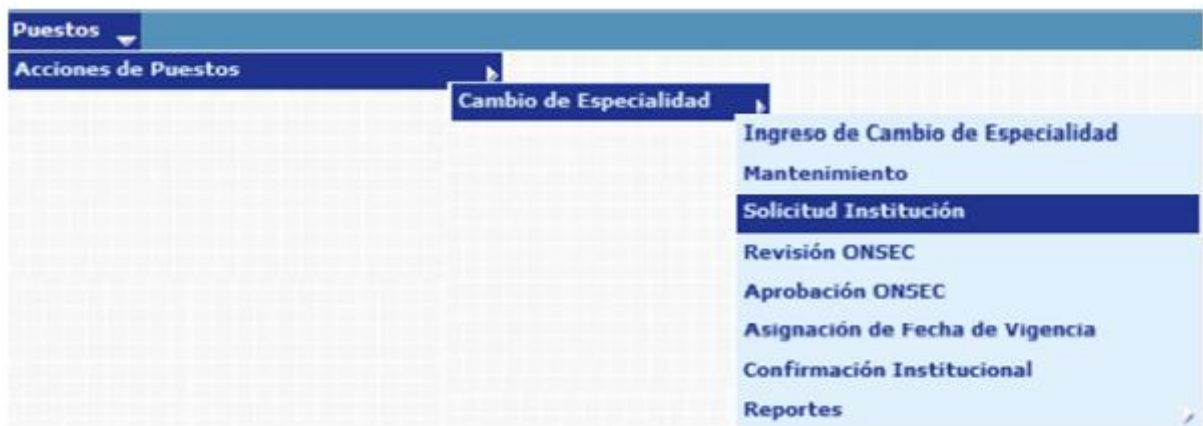 Puestos
Acciones de Puestos
Cambio de Especialidad
Ingreso de Cambio de Especialidad
Mantenimiento
Solicitud Institución
Revisión ONSEC
Aprobación ONSEC
Asignación de Fecha de Vigencia
Confirmación Institucional
Reportes